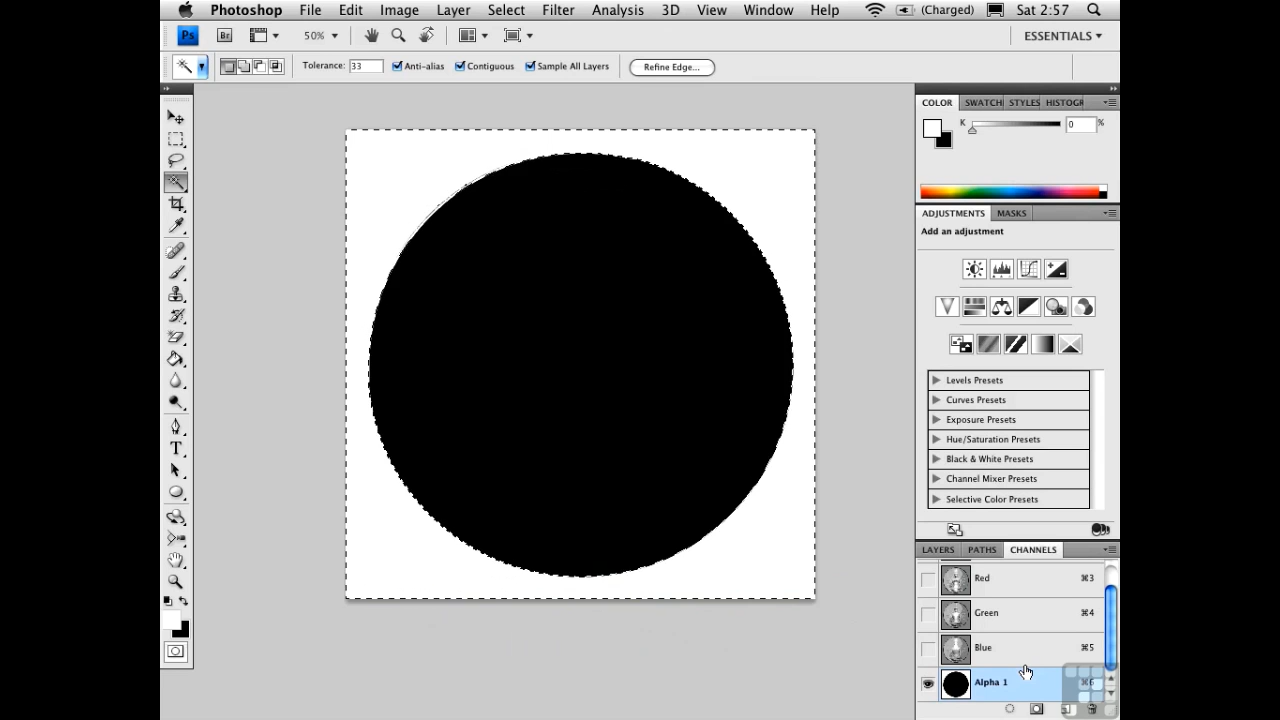 Photoshop File Edit Image Layer Select Filter Analysis 3D View Window Help (Charged) Sat 2:57
Ps Br 50% ESSENTIALS
Tolerance: 33 Anti-alias Contiguous Sample All Layers Refine Edge...
COLOR SWATCH STYLES HISTOGR
K 0 %
ADJUSTMENTS MASKS
Add an adjustment
Levels Presets
Curves Presets
Exposure Presets
Hue/Saturation Presets
Black & White Presets
Channel Mixer Presets
Selective Color Presets
LAYERS PATHS CHANNELS
Red ⌘3
Green ⌘4
Blue ⌘5
Alpha 1 ⌘6